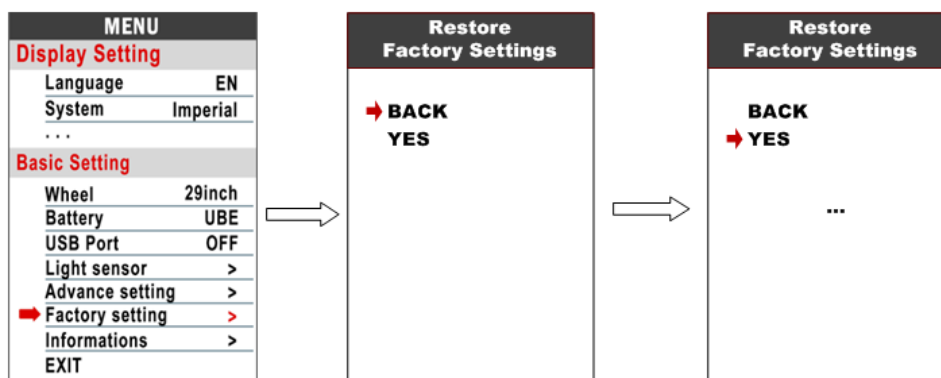 MENU
Display Setting
Language EN
System Imperial
...
Basic Setting
Wheel 29inch
Battery UBE
USB Port OFF
Light sensor >
Advance setting >
Factory setting >
Informations >
EXIT
Restore
Factory Settings
BACK
YES
Restore
Factory Settings
BACK
YES
...